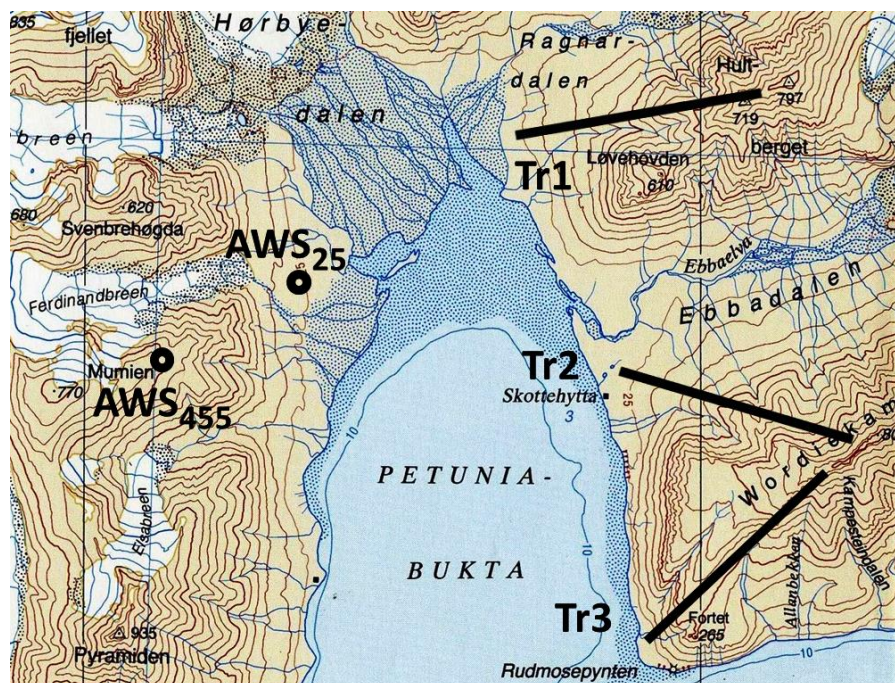 835
fjellet
Hørbye-
dalen
Ragnar-
dalen
Hult-
797
719
berget
breen
Tr1
Løvehovden
610
620
680
Svenbrehøgda
AWS25
Ebbaelva
Ebbadalen
Ferdinandbreen
Mumien
770
AWS455
Tr2
Skottehytta
25
3
10
Wordiekam
PETUNIA-
BUKTA
Elsabreen
10
Kampesteindalen
Allanbekken
Tr3
Fortet
265
935
Pyramiden
Rudmosepynten
10
10